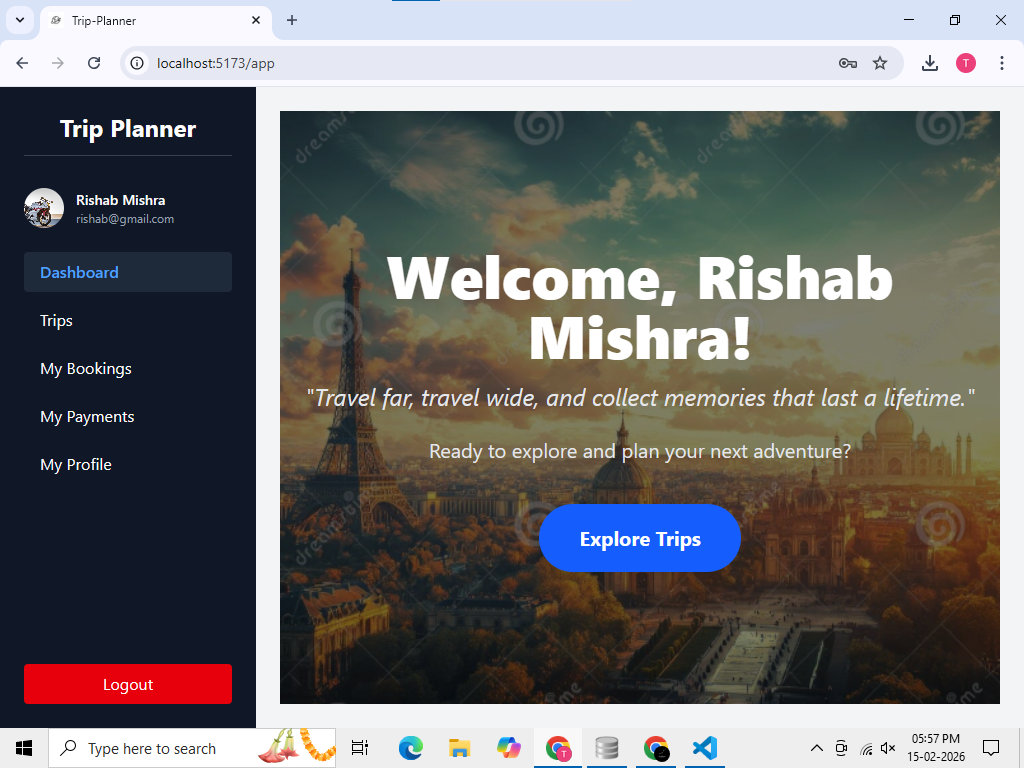 Trip-Planner
localhost:5173/app
T
Trip Planner
Rishab Mishra
rishab@gmail.com
Dashboard
Trips
My Bookings
My Payments
My Profile
Logout
Welcome, Rishab
Mishra!
"Travel far, travel wide, and collect memories that last a lifetime."
Ready to explore and plan your next adventure?
Explore Trips
Type here to search
T
05:57 PM
15-02-2026